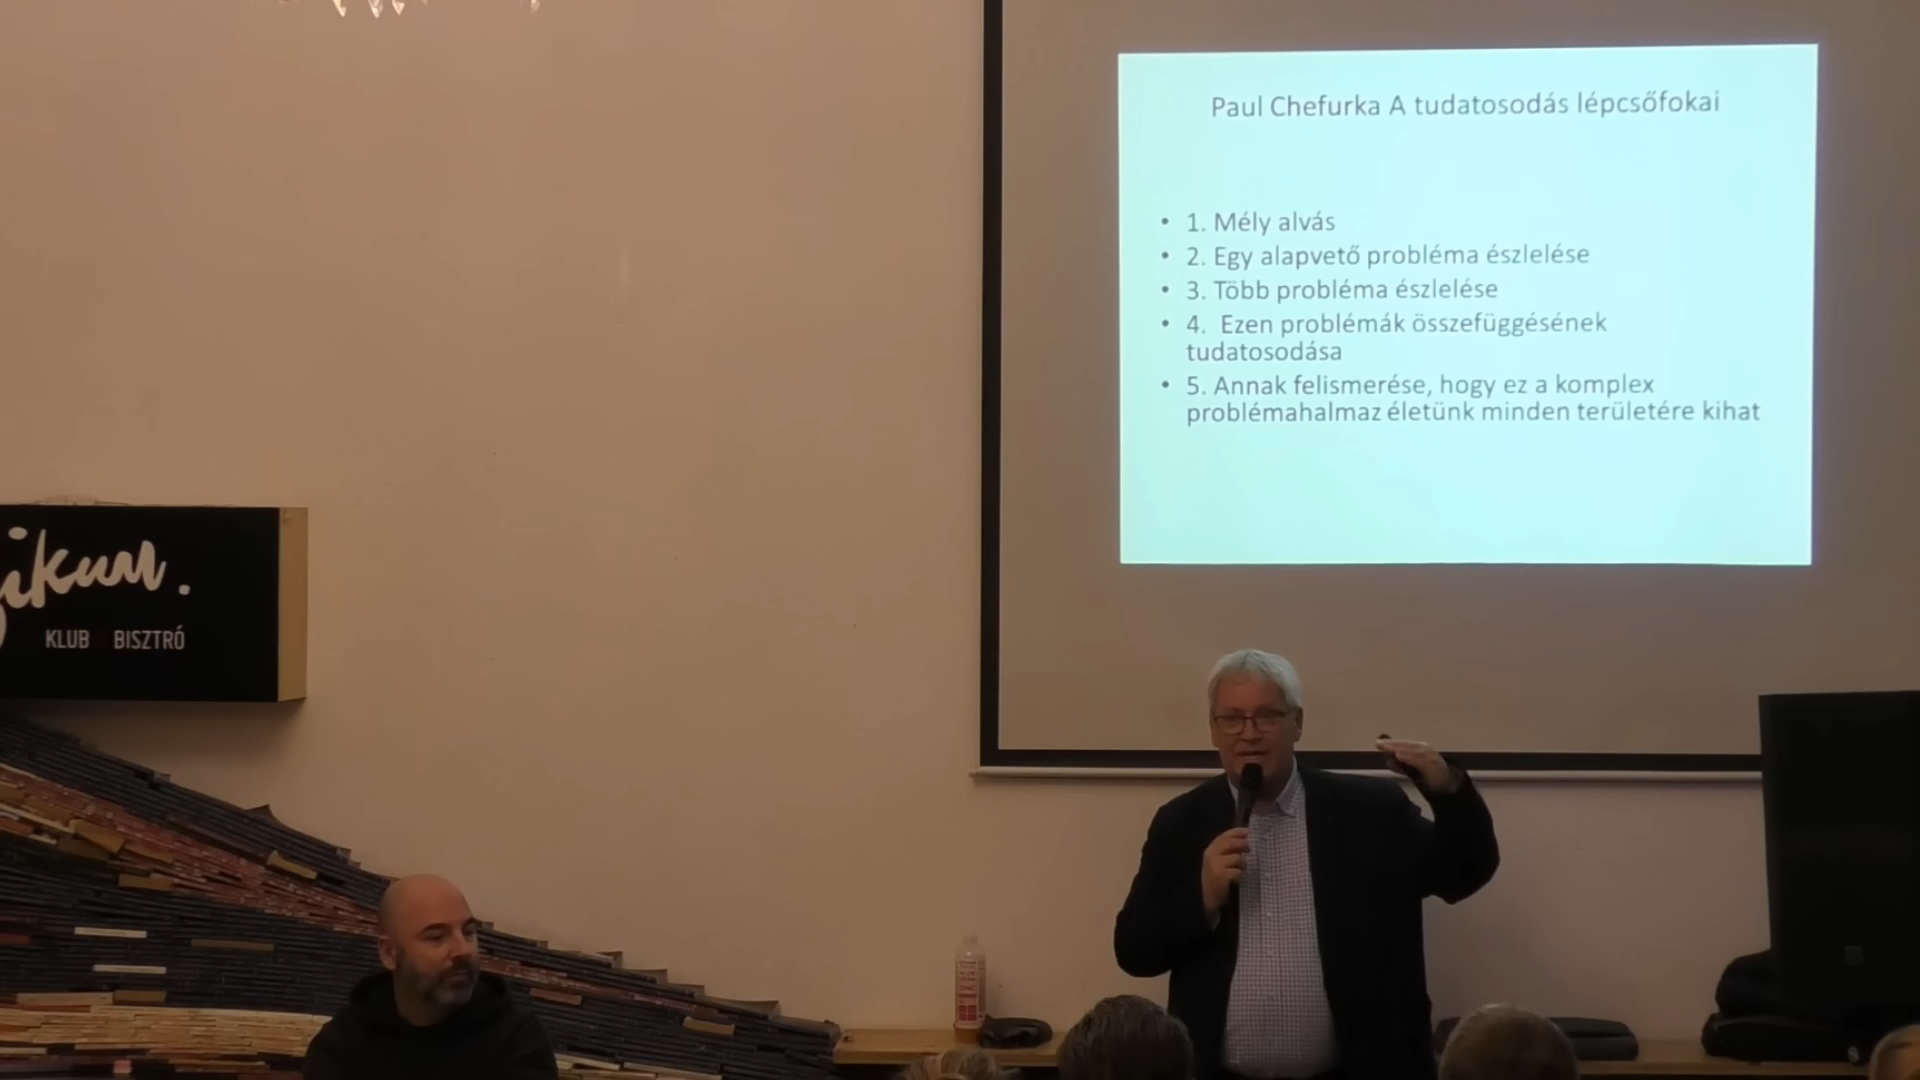 Paul Chefurka A tudatosodás lépcsőfokai
• 1. Mély alvás
• 2. Egy alapvető probléma észlelése
• 3. Több probléma észlelése
• 4. Ezen problémák összefüggésének
tudatosodása
• 5. Annak felismerése, hogy ez a komplex
problémahalmaz életünk minden területére kihat
KLUB BISZTRÓ